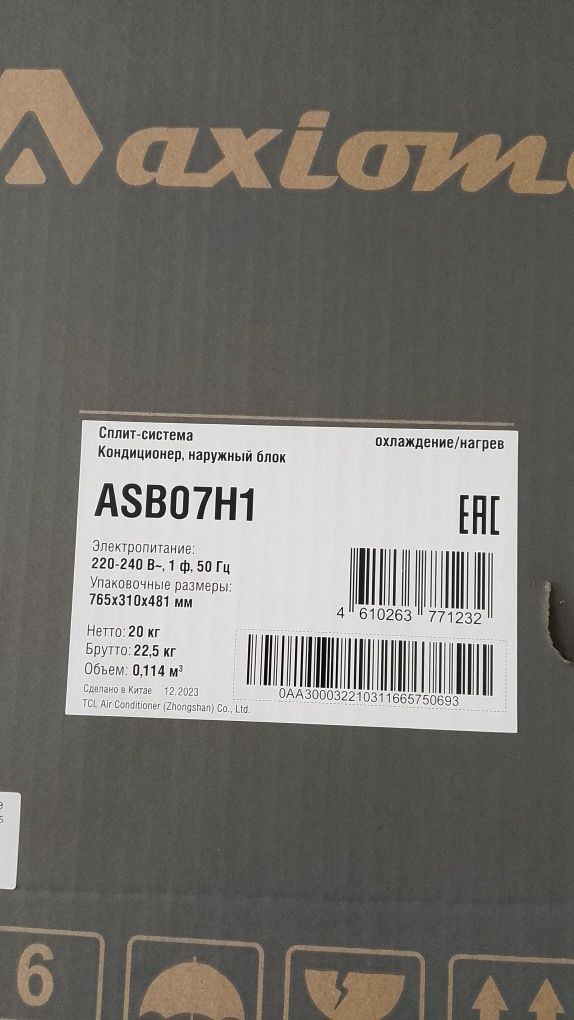 axiom
Сплит-система
охлаждение/нагрев
Кондиционер, наружный блок
ASB07H1
EAC
Электропитание:
220-240 В~, 1 ф, 50 Гц
Упаковочные размеры:
765x310x481 мм
4 610263 771232
Нетто: 20 кг
Брутто: 22,5 кг
Объем: 0,114 м³
0AA300032210311665750693
Сделано в Китае 12.2023
TCL Air Conditioner (Zhongshan) Co., Ltd.
6